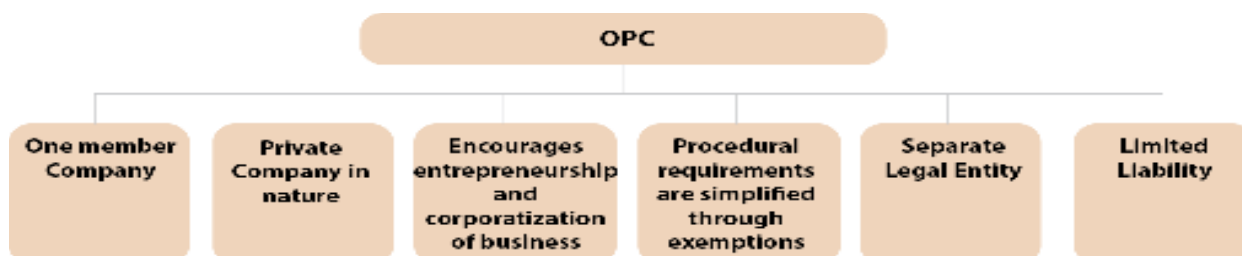 OPC
One member
Company
Private
Company in
nature
Encourages
entrepreneurship
and
corporatization
of business
Procedural
requirements
are simplified
through
exemptions
Separate
Legal Entity
Limited
Liability